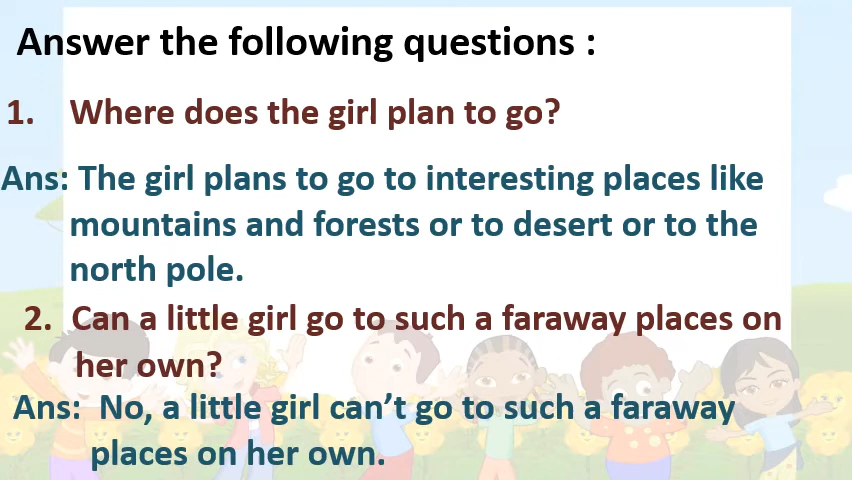 Answer the following questions :
1. Where does the girl plan to go?
Ans: The girl plans to go to interesting places like
mountains and forests or to desert or to the
north pole.
2. Can a little girl go to such a faraway places on
her own?
Ans: No, a little girl can't go to such a faraway
places on her own.